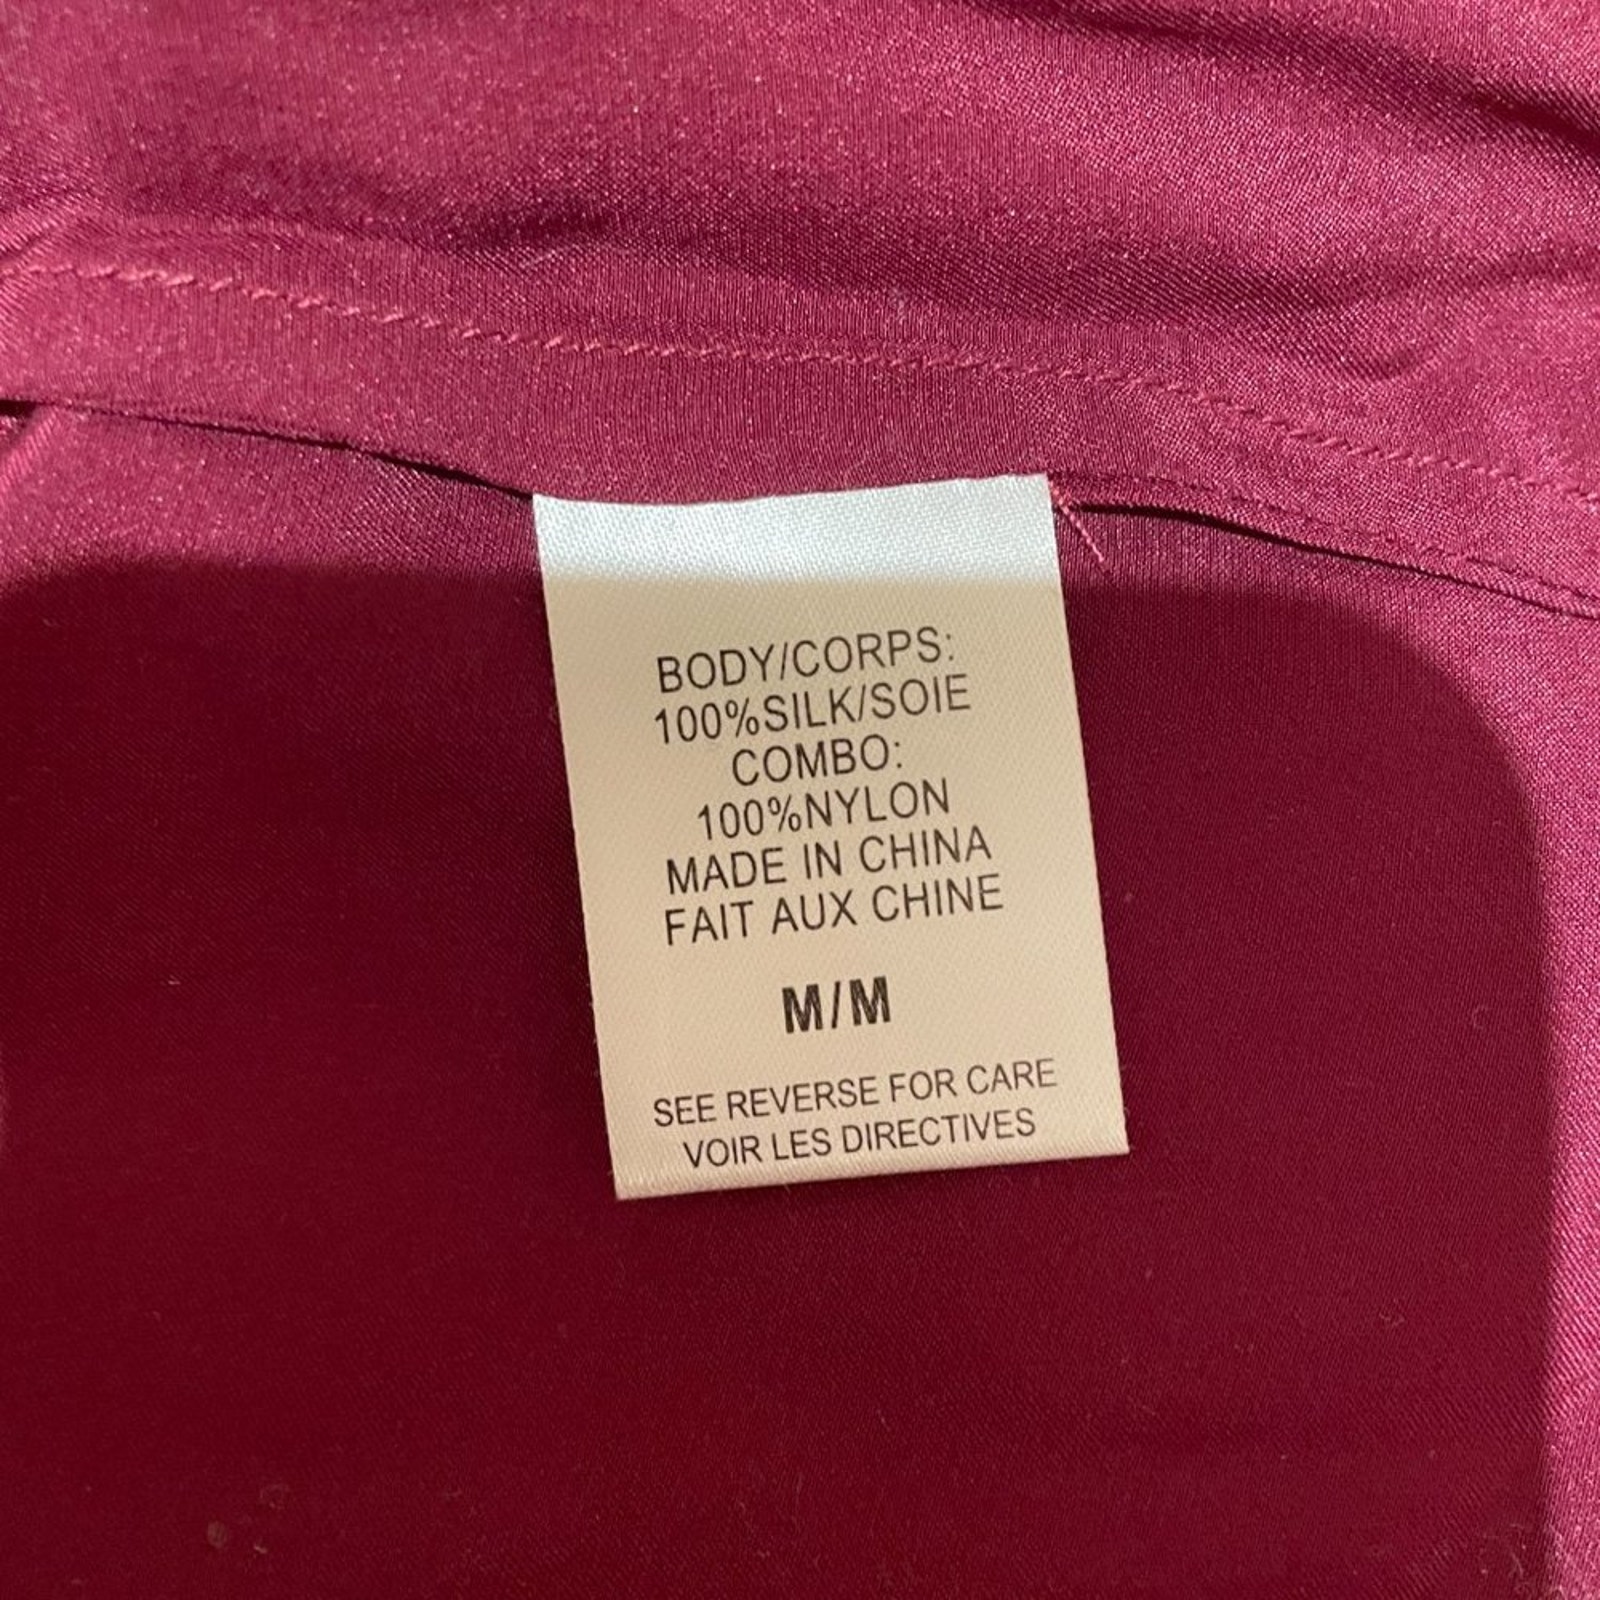 BODY/CORPS:
100%SILK/SOIE
COMBO:
100%NYLON
MADE IN CHINA
FAIT AUX CHINE
M/M
SEE REVERSE FOR CARE
VOIR LES DIRECTIVES